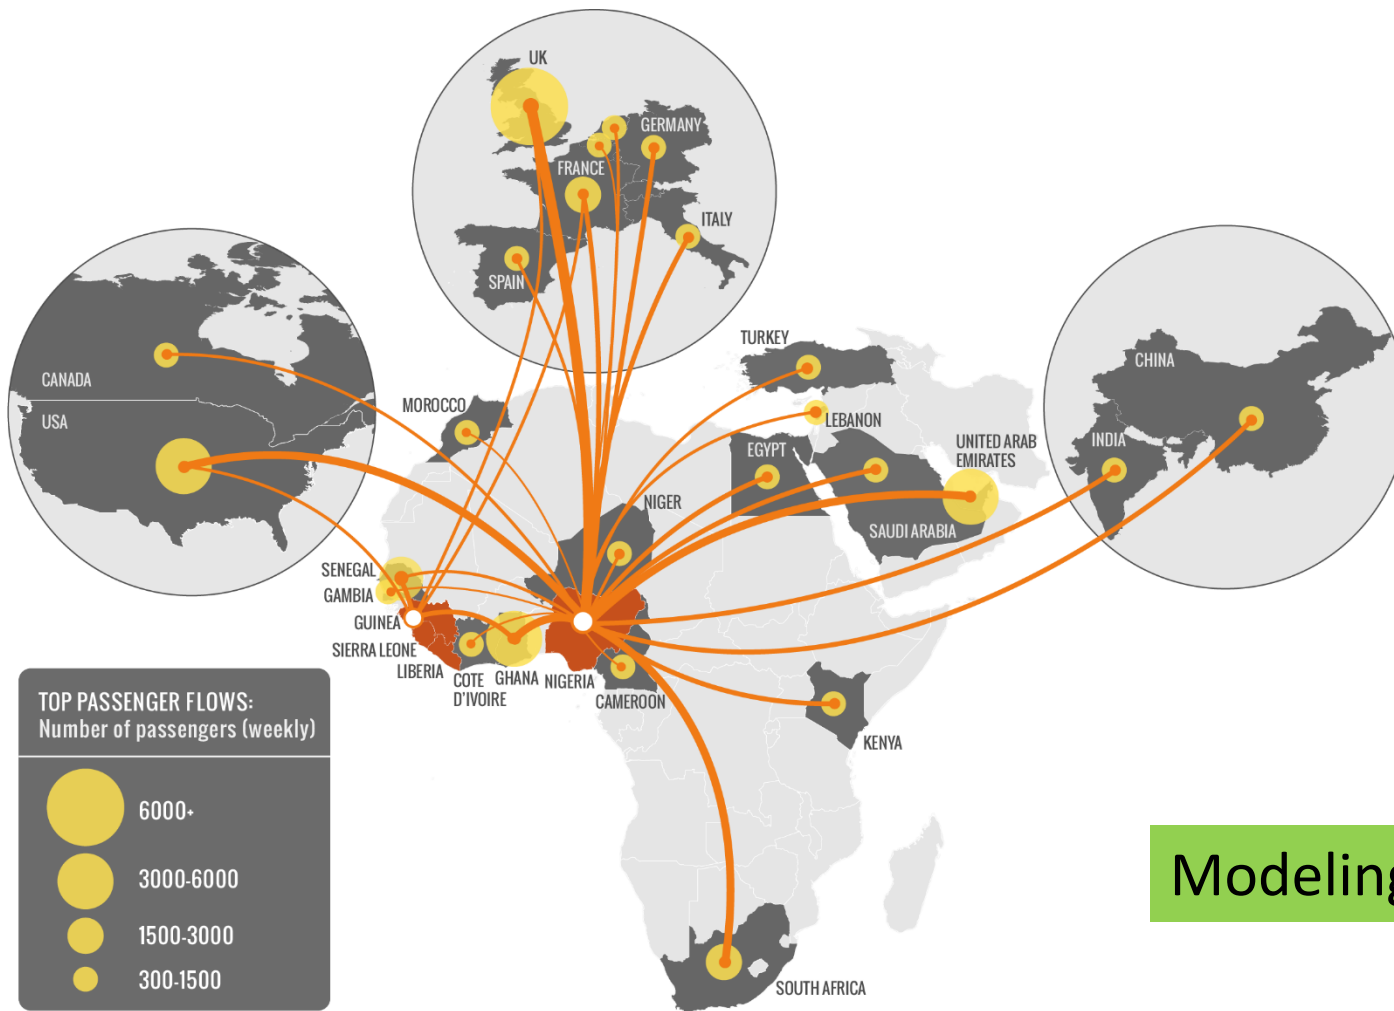 UK
GERMANY
FRANCE
ITALY
SPAIN
CANADA
USA
MOROCCO
TURKEY
LEBANON
EGYPT
UNITED ARAB
EMIRATES
SAUDI ARABIA
CHINA
INDIA
NIGER
SENEGAL
GAMBIA
GUINEA
SIERRA LEONE
LIBERIA
COTE
D'IVOIRE
GHANA
NIGERIA
CAMEROON
KENYA
SOUTH AFRICA
TOP PASSENGER FLOWS:
Number of passengers (weekly)
6000+
3000-6000
1500-3000
300-1500
Modeling